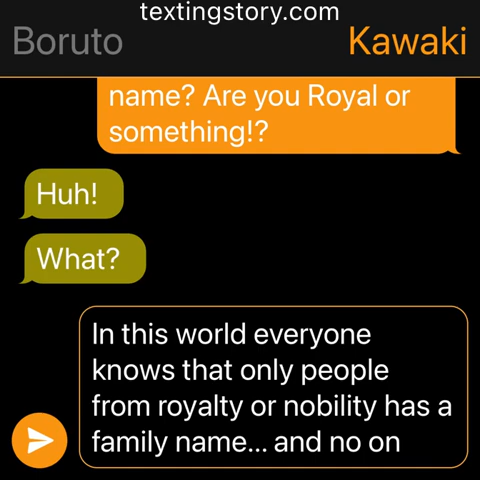 textingstory.com
Boruto Kawaki
name? Are you Royal or
something!?
Huh!
What?
In this world everyone
knows that only people
from royalty or nobility has a
family name... and no on